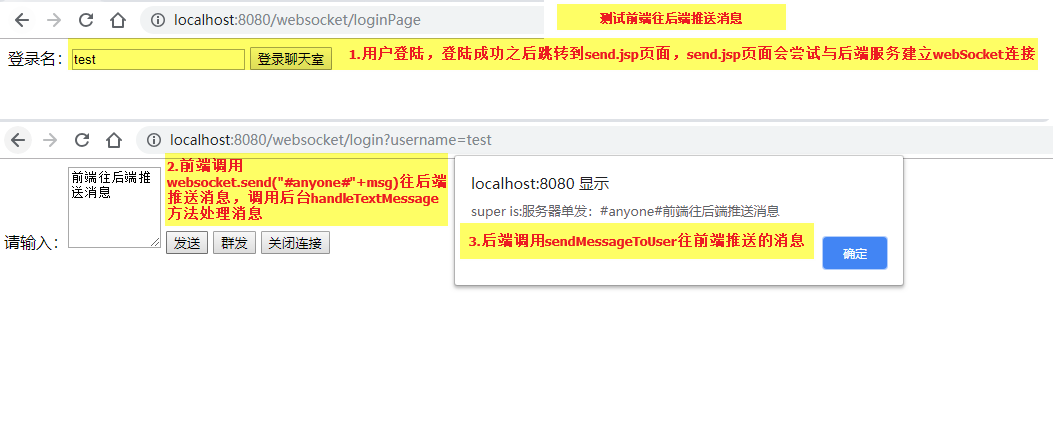 localhost:8080/websocket/loginPage
测试前端往后端推送消息
登录名: test 登录聊天室
1.用户登陆，登陆成功之后跳转到send.jsp页面，send.jsp页面会尝试与后端服务建立webSocket连接
localhost:8080/websocket/login?username=test
前端往后端推
送消息
2.前端调用
websocket.send("#anyone#"+msg)往后端
推送消息，调用后台handleTextMessage
方法处理消息
请输入：
发送 群发 关闭连接
localhost:8080 显示
super is:服务器单发：#anyone#前端往后端推送消息
3.后端调用sendMessageToUser往前端推送的消息
确定